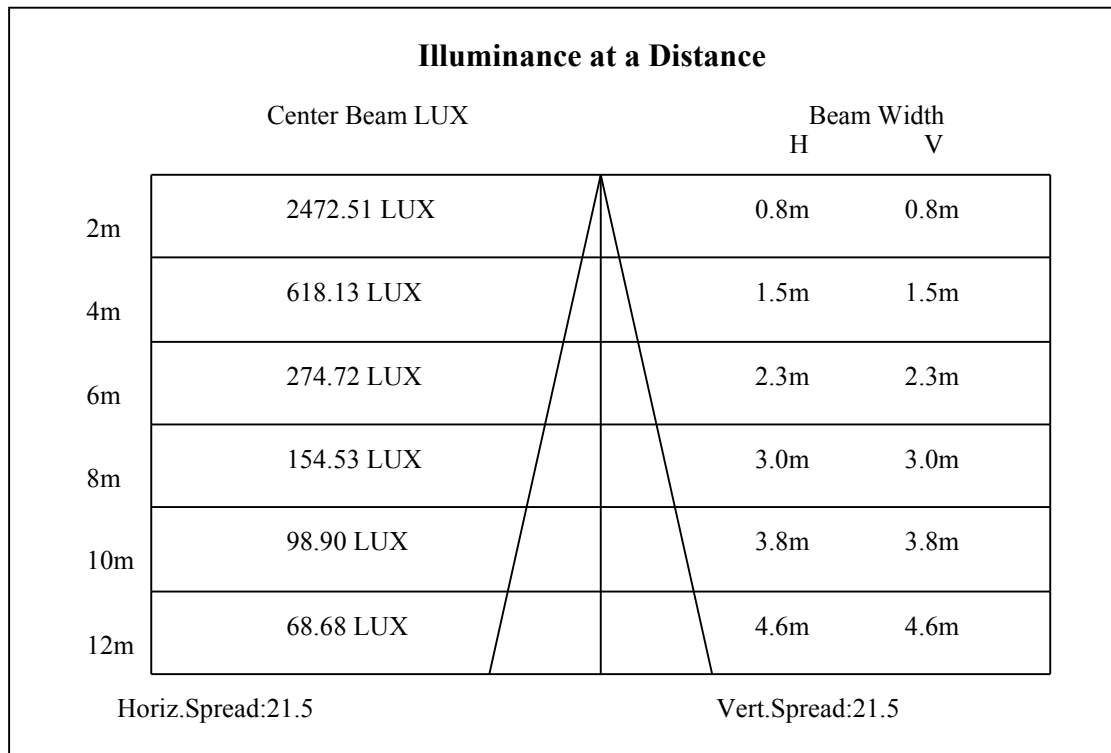 Illuminance at a Distance
Center Beam LUX Beam Width
H V
2m 2472.51 LUX 0.8m 0.8m
4m 618.13 LUX 1.5m 1.5m
6m 274.72 LUX 2.3m 2.3m
8m 154.53 LUX 3.0m 3.0m
10m 98.90 LUX 3.8m 3.8m
12m 68.68 LUX 4.6m 4.6m
Horiz.Spread:21.5 Vert.Spread:21.5